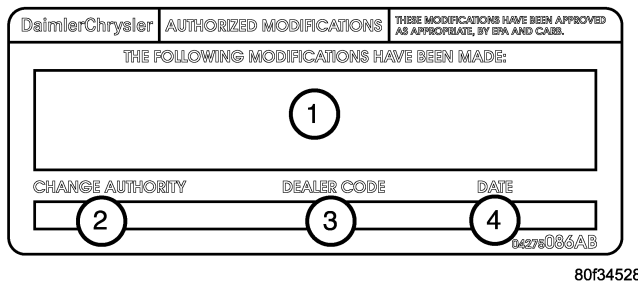 DaimlerChrysler AUTHORIZED MODIFICATIONS THESE MODIFICATIONS HAVE BEEN APPROVED
AS APPROPRIATE, BY EPA AND CARB.
THE FOLLOWING MODIFICATIONS HAVE BEEN MADE:
1
CHANGE AUTHORITY DEALER CODE DATE
2 3 4
04275086AB
80f34528